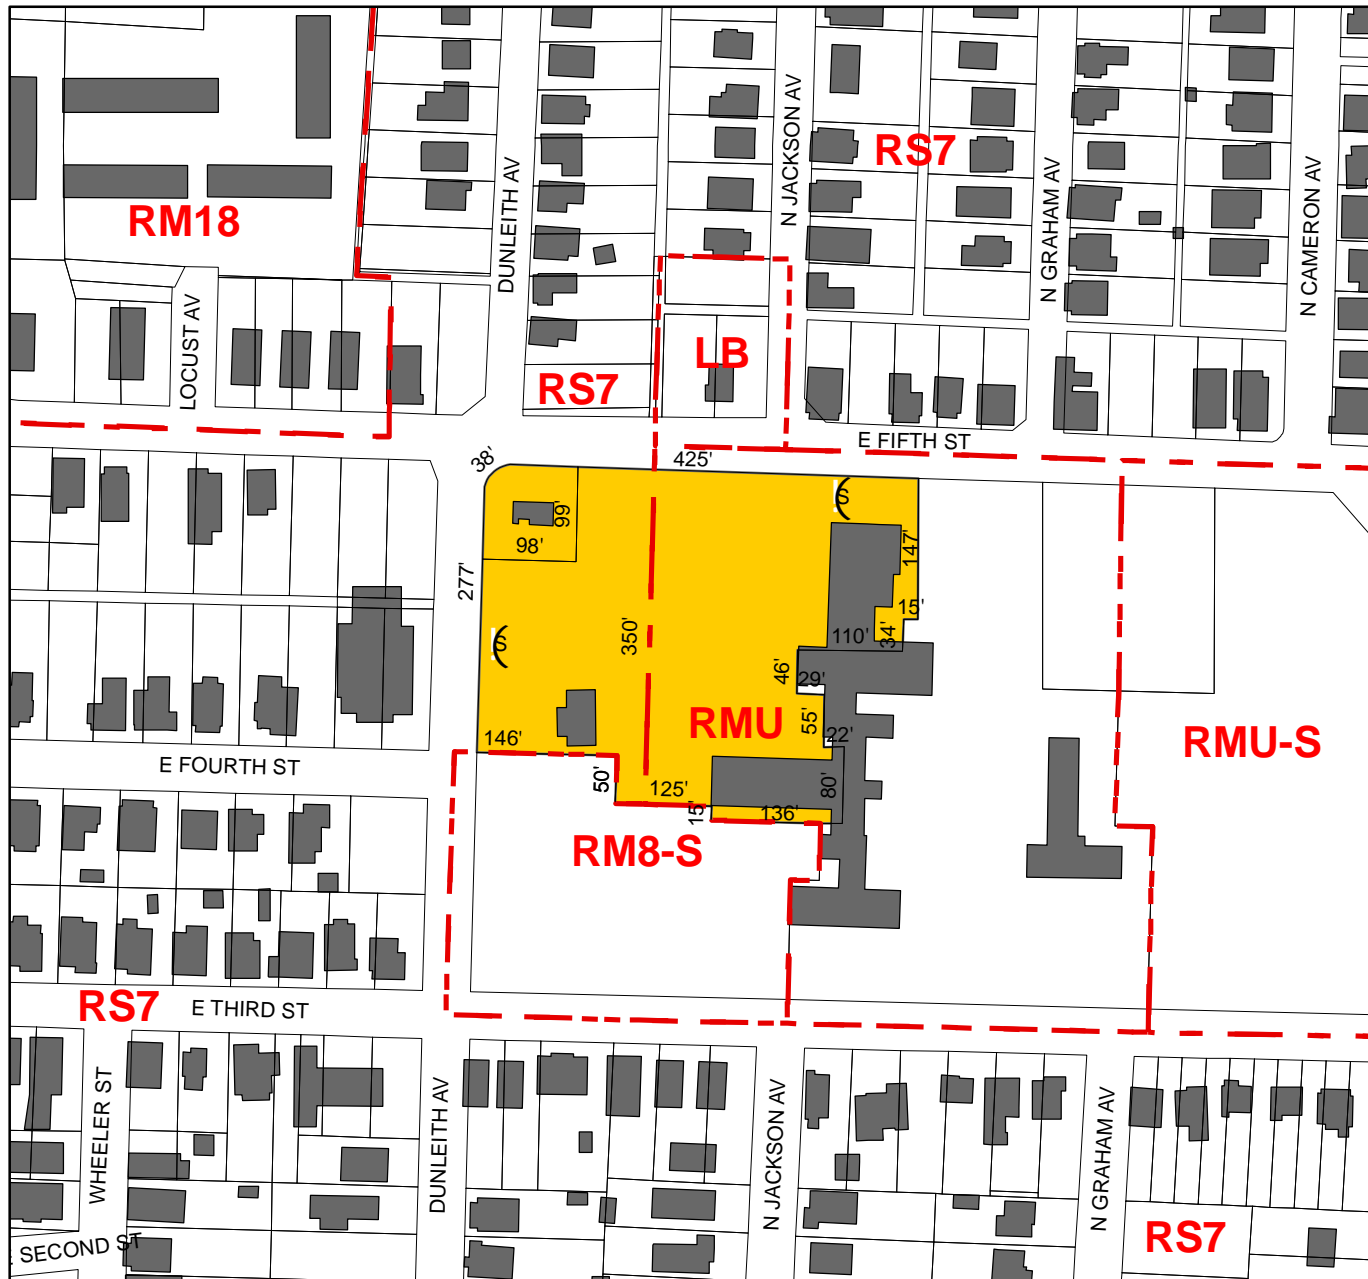 N JACKSON AV
RS7
DUNLEITH AV
N GRAHAM AV
N CAMERON AV
RM18
LOCUST AV
LB
RS7
E FIFTH ST
38'
425'
S
99'
98'
147'
277'
15'
350'
110'
34'
S
46'
29'
RMU
55'
22'
RMU-S
146'
E FOURTH ST
50'
125'
80'
15'
136'
RM8-S
RS7
E THIRD ST
WHEELER ST
DUNLEITH AV
N JACKSON AV
N GRAHAM AV
RS7
SECOND ST